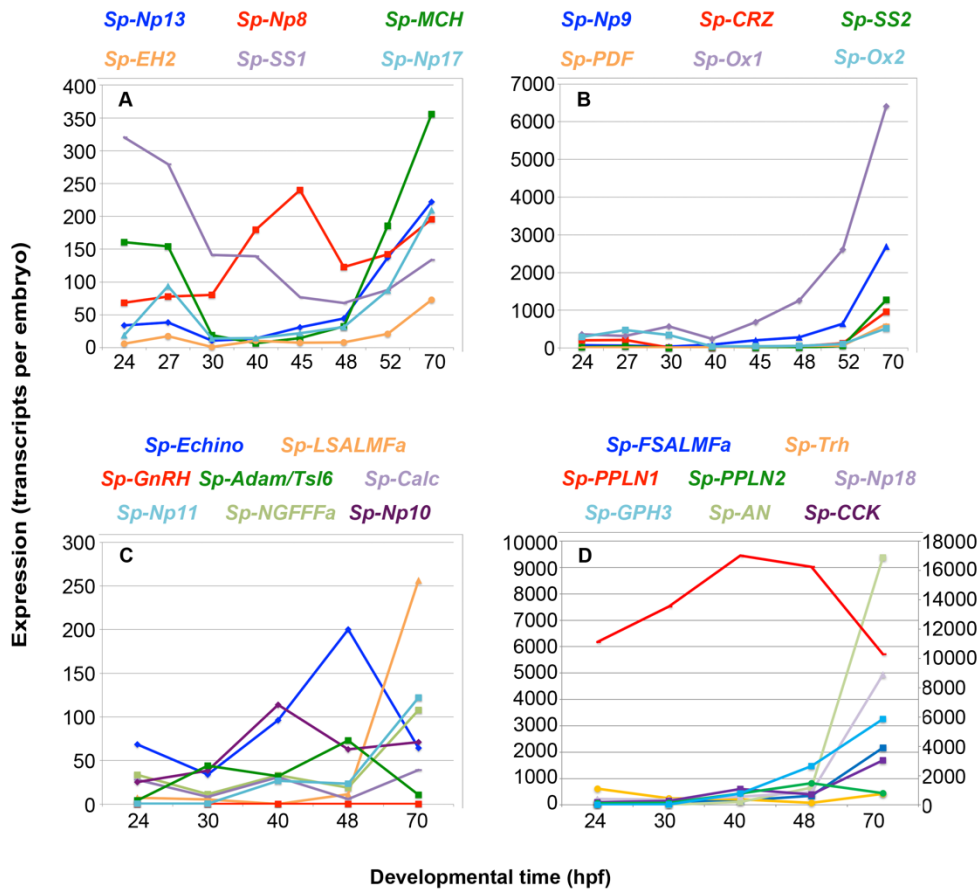 Sp-Np13 Sp-Np8 Sp-MCH
Sp-EH2 Sp-SS1 Sp-Np17
A
400
350
300
250
200
150
100
50
0
24 27 30 40 45 48 52 70
Sp-Np9 Sp-CRZ Sp-SS2
Sp-PDF Sp-Ox1 Sp-Ox2
B
7000
6000
5000
4000
3000
2000
1000
0
24 27 30 40 45 48 52 70
Expression (transcripts per embryo)
Sp-Echino Sp-LSALMFa
Sp-GnRH Sp-Adam/Tsl6 Sp-Calc
Sp-Np11 Sp-NGFFFa Sp-Np10
C
300
250
200
150
100
50
0
24 30 40 48 70
Sp-FSALMFa Sp-Trh
Sp-PPLN1 Sp-PPLN2 Sp-Np18
Sp-GPH3 Sp-AN Sp-CCK
D
10000
9000
8000
7000
6000
5000
4000
3000
2000
1000
0
18000
16000
14000
12000
10000
8000
6000
4000
2000
0
24 30 40 48 70
Developmental time (hpf)